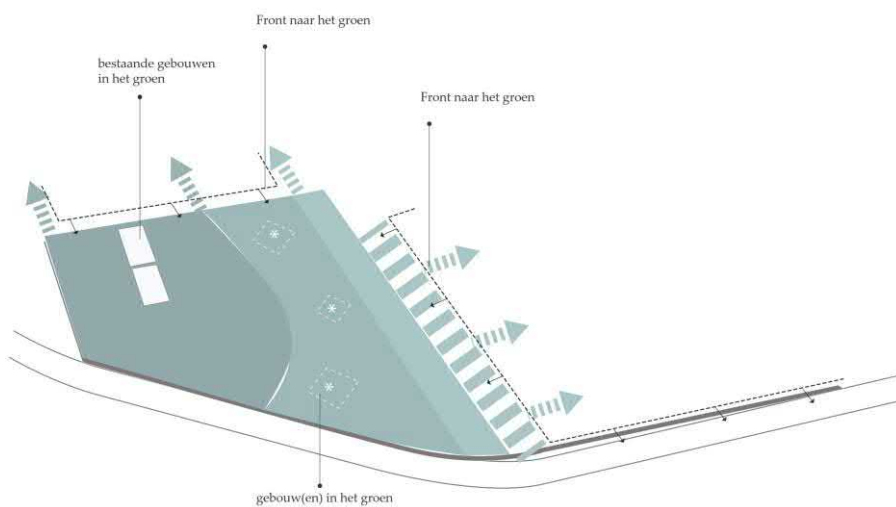 Front naar het groen
bestaande gebouwen
in het groen
Front naar het groen
gebouw(en) in het groen